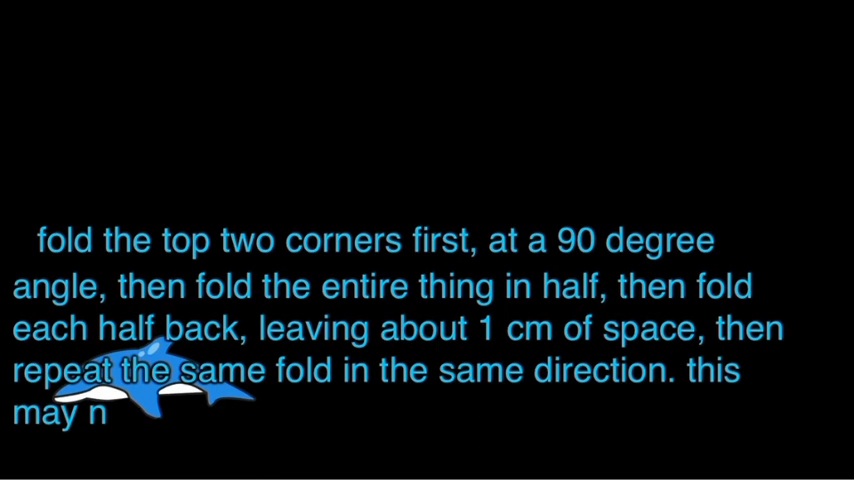 fold the top two corners first, at a 90 degree
angle, then fold the entire thing in half, then fold
each half back, leaving about 1 cm of space, then
repeat the same fold in the same direction. this
may n